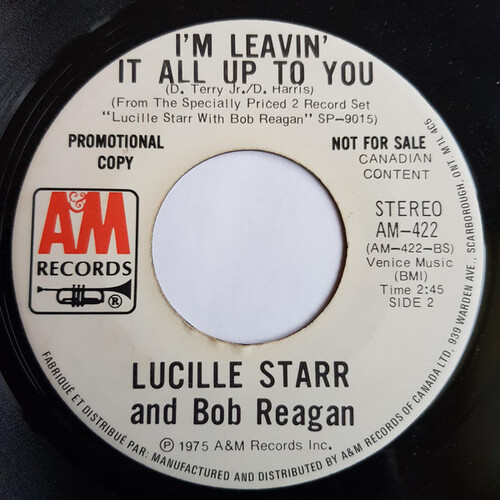 I'M LEAVIN'
IT ALL UP TO YOU
(D. Terry Jr./D. Harris)
(From The Specially Priced 2 Record Set
"Lucille Starr With Bob Reagan" SP-9015)
PROMOTIONAL
COPY
NOT FOR SALE
CANADIAN
CONTENT
A&M
RECORDS
®
STEREO
AM-422
(AM-422-BS)
Venice Music
(BMI)
Time 2:45
SIDE 2
LUCILLE STARR
and Bob Reagan
℗ 1975 A&M Records Inc.
FABRIQUÉ ET DISTRIBUÉ PAR: MANUFACTURED AND DISTRIBUTED BY A&M RECORDS OF CANADA LTD. 939 WARDEN AVE., SCARBOROUGH, ONT. M1L 4C5